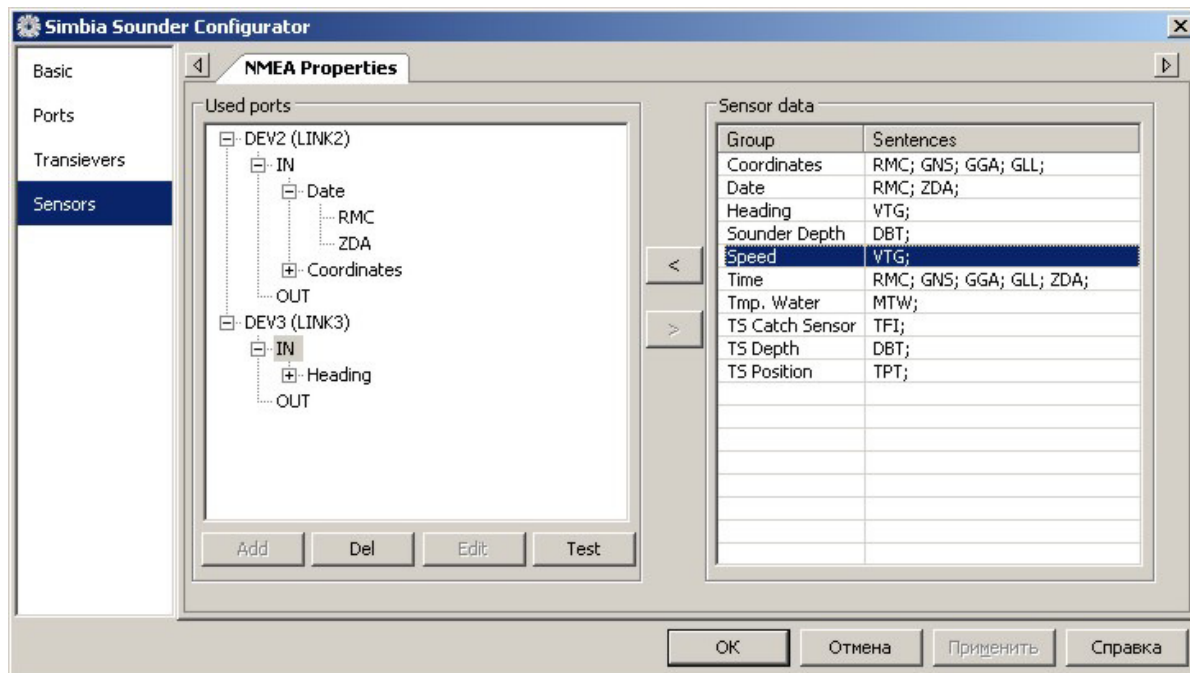 Simbia Sounder Configurator
Basic
Ports
Transievers
Sensors
NMEA Properties
Used ports
DEV2 (LINK2)
IN
Date
RMC
ZDA
Coordinates
OUT
DEV3 (LINK3)
IN
Heading
OUT
Add Del Edit Test
<
>
Sensor data
Group Sentences
Coordinates RMC; GNS; GGA; GLL;
Date RMC; ZDA;
Heading VTG;
Sounder Depth DBT;
Speed VTG;
Time RMC; GNS; GGA; GLL; ZDA;
Tmp. Water MTW;
TS Catch Sensor TFI;
TS Depth DBT;
TS Position TPT;
ОК Отмена Применить Справка